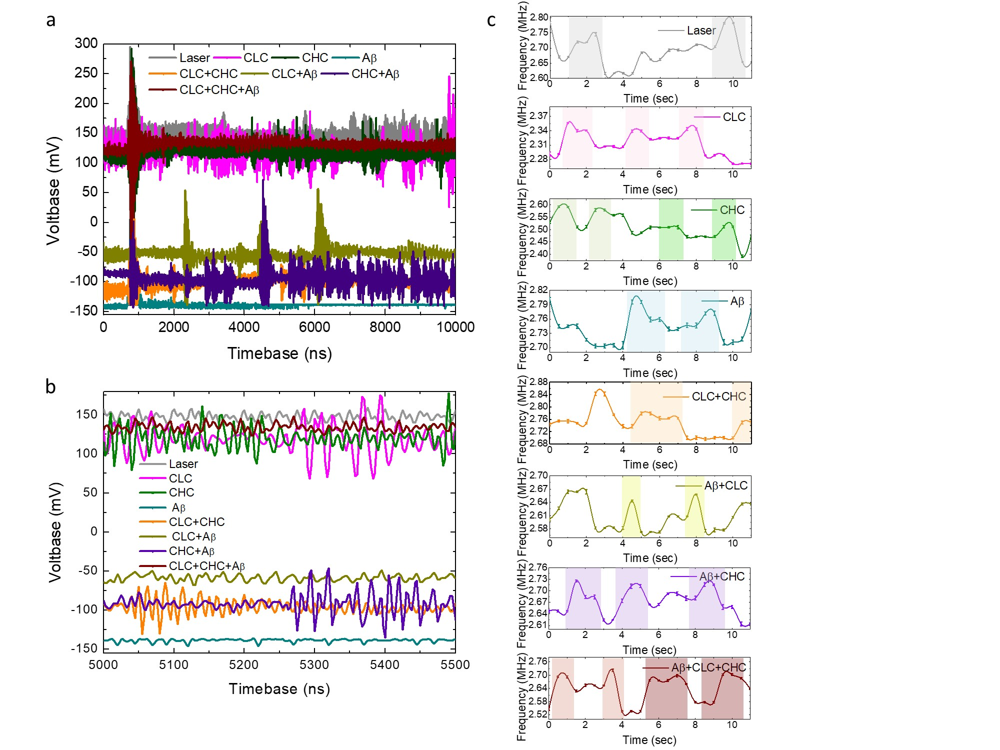 a
300
250
200
150
100
50
0
-50
-100
-150
Voltbase (mV)
Laser CLC CHC Aβ
CLC+CHC CLC+Aβ CHC+Aβ
CLC+CHC+Aβ
0 2000 4000 6000 8000 10000
Timebase (ns)
b
150
100
50
0
-50
-100
-150
Voltbase (mV)
Laser
CLC
CHC
Aβ
CLC+CHC
CLC+Aβ
CHC+Aβ
CLC+CHC+Aβ
5000 5100 5200 5300 5400 5500
Timebase (ns)
c
Frequency (MHz)
2.80
2.75
2.70
2.65
2.60
Laser
0 2 4 6 8 10
Time (sec)
Frequency (MHz)
2.37
2.34
2.31
2.28
CLC
0 2 4 6 8 10
Time (sec)
Frequency (MHz)
2.60
2.55
2.50
2.45
2.40
CHC
0 2 4 6 8 10
Time (sec)
Frequency (MHz)
2.82
2.79
2.76
2.73
2.70
Aβ
0 2 4 6 8 10
Time (sec)
Frequency (MHz)
2.88
2.84
2.80
2.76
2.72
2.68
CLC+CHC
0 2 4 6 8 10
Time (sec)
Frequency (MHz)
2.70
2.67
2.64
2.61
2.58
Aβ+CLC
0 2 4 6 8 10
Time (sec)
Frequency (MHz)
2.76
2.73
2.70
2.67
2.64
2.61
Aβ+CHC
0 2 4 6 8 10
Time (sec)
Frequency (MHz)
2.76
2.70
2.64
2.58
2.52
Aβ+CLC+CHC
0 2 4 6 8 10
Time (sec)